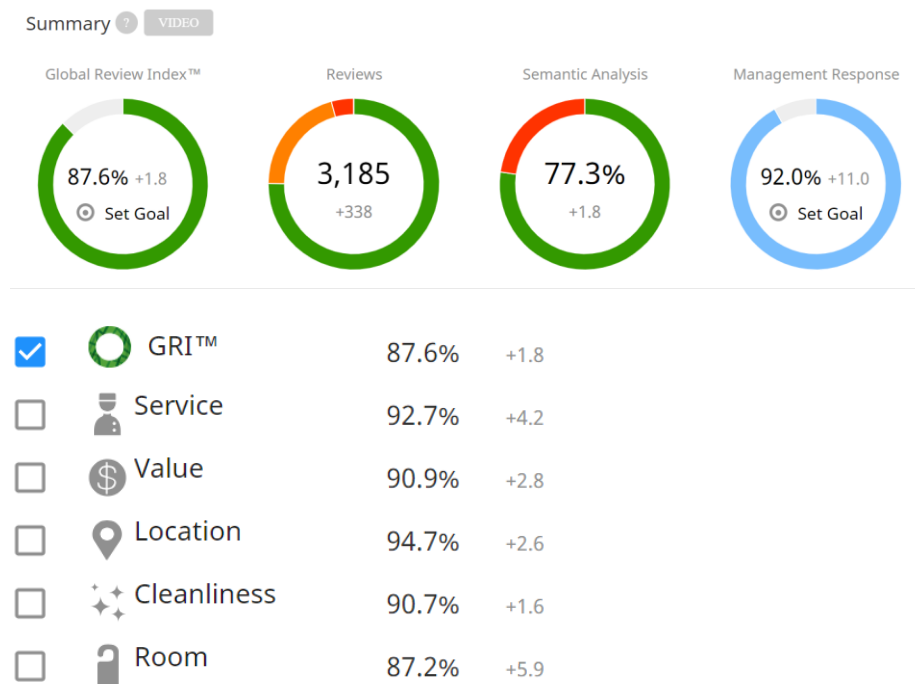 Summary ? VIDEO
Global Review Index™ Reviews Semantic Analysis Management Response
87.6% +1.8 3,185 77.3% 92.0% +11.0
Set Goal +338 +1.8 Set Goal
GRI™ 87.6% +1.8
Service 92.7% +4.2
$ Value 90.9% +2.8
Location 94.7% +2.6
Cleanliness 90.7% +1.6
Room 87.2% +5.9